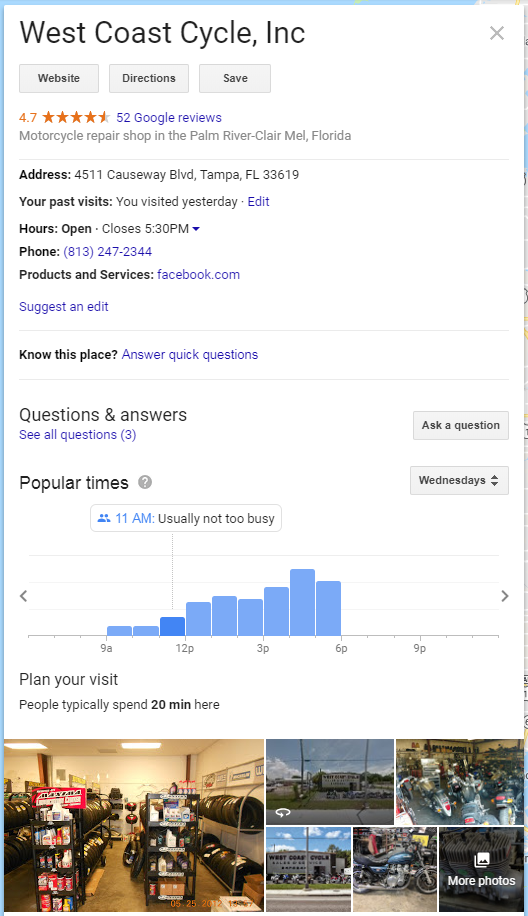 West Coast Cycle, Inc
Website
Directions
Save
4.7 52 Google reviews
Motorcycle repair shop in the Palm River-Clair Mel, Florida
Address: 4511 Causeway Blvd, Tampa, FL 33619
Your past visits: You visited yesterday · Edit
Hours: Open · Closes 5:30PM
Phone: (813) 247-2344
Products and Services: facebook.com
Suggest an edit
Know this place? Answer quick questions
Questions & answers
See all questions (3)
Ask a question
Popular times ?
Wednesdays
11 AM: Usually not too busy
9a 12p 3p 6p 9p
Plan your visit
People typically spend 20 min here
MAXIMA
WEST COAST CYCLE
More photos